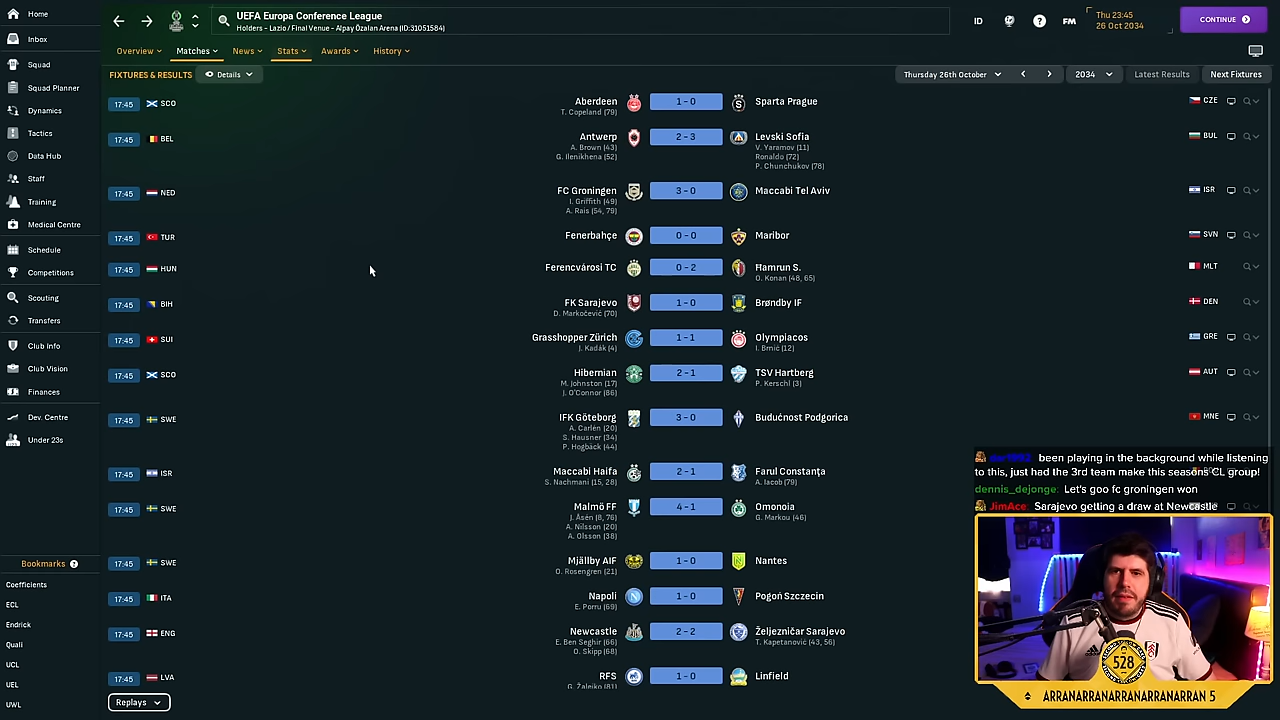 Home
UEFA Europa Conference League
Holders - Lazio / Final Venue - Alpay Özalan Arena (ID:31051584)
ID
FM
Thu 23:45
26 Oct 2034
CONTINUE
Inbox
Overview
Matches
News
Stats
Awards
History
Squad
FIXTURES & RESULTS
Details
Thursday 26th October
2034
Latest Results
Next Fixtures
Squad Planner
17:45 SCO Aberdeen 1 - 0 Sparta Prague CZE
T. Copeland (79)
Dynamics
Tactics
17:45 BEL Antwerp 2 - 3 Levski Sofia BUL
A. Brown (43) V. Yaramov (11)
G. Ilenikhena (52) Ronaldo (72)
P. Chunchukov (78)
Data Hub
Staff
17:45 NED FC Groningen 3 - 0 Maccabi Tel Aviv ISR
I. Griffith (49)
A. Rais (54, 79)
Training
Medical Centre
17:45 TUR Fenerbahçe 0 - 0 Maribor SVN
Schedule
17:45 HUN Ferencvárosi TC 0 - 2 Ħamrun S. MLT
O. Konan (48, 65)
Competitions
Scouting
17:45 BIH FK Sarajevo 1 - 0 Brøndby IF DEN
D. Markočević (70)
Transfers
17:45 SUI Grasshopper Zürich 1 - 1 Olympiacos GRE
J. Kadák (4) I. Brnić (12)
Club Info
Club Vision
17:45 SCO Hibernian 2 - 1 TSV Hartberg AUT
M. Johnston (17) P. Kerschl (3)
J. O'Connor (86)
Finances
Dev. Centre
17:45 SWE IFK Göteborg 3 - 0 Budućnost Podgorica MNE
A. Carlén (20)
S. Hausner (34)
P. Hogbäck (44)
Under 23s
17:45 ISR Maccabi Haifa 2 - 1 Farul Constanța
S. Nachmani (15, 28) A. Iacob (79)
17:45 SWE Malmö FF 4 - 1 Omonoia
J. Åsén (8, 76) G. Markou (46)
A. Nilsson (20)
A. Olsson (38)
17:45 SWE Mjällby AIF 1 - 0 Nantes
O. Rosengren (21)
17:45 ITA Napoli 1 - 0 Pogoń Szczecin
E. Porru (69)
17:45 ENG Newcastle 2 - 2 Željezničar Sarajevo
E. Ben Seghir (66) T. Kapetanović (43, 56)
O. Skipp (68)
17:45 LVA RFS 1 - 0 Linfield
G. Žaleiko (81)
Bookmarks
Coefficients
ECL
Endrick
Quali
UCL
UEL
UWL
Replays
been playing in the background while listening
to this, just had the 3rd team make this season CL group!
dennis_dejonge: Let's goo fc groningen won
JimAce: Sarajevo getting a draw at Newcastle
528
ARRANARRANARRANARRANARRAN 5